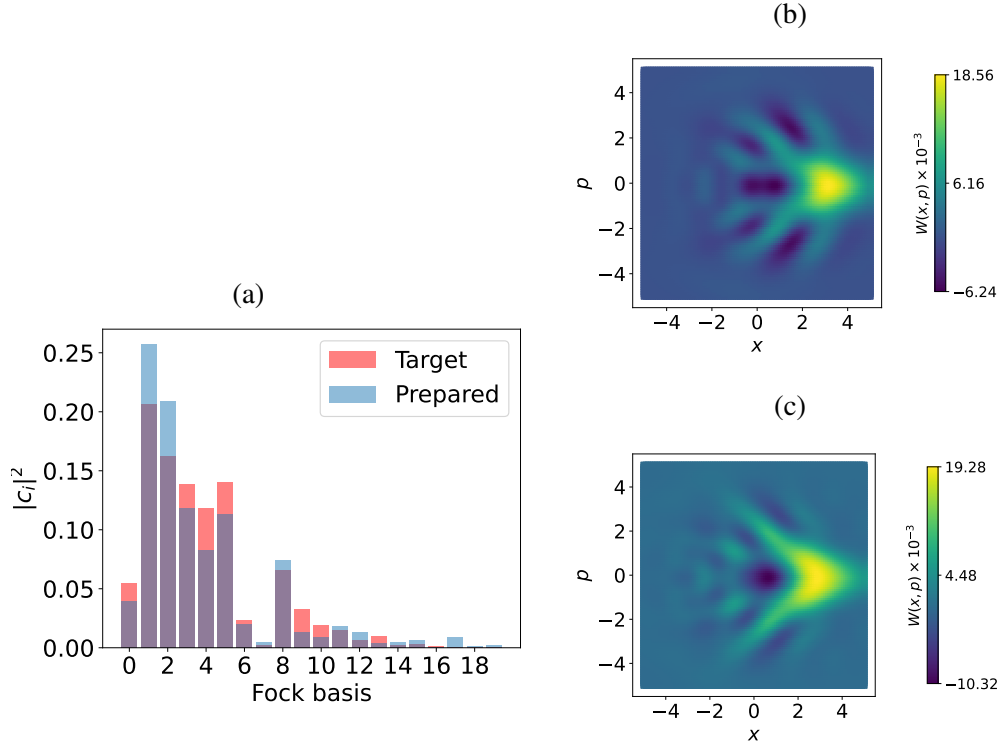 (a)
0.25
0.20
0.15
0.10
0.05
0.00
|c_i|^2
0 2 4 6 8 10 12 14 16 18
Fock basis
Target
Prepared
(b)
4
2
0
−2
−4
p
−4 −2 0 2 4
x
18.56
6.16
−6.24
W(x, p) × 10^{−3}
(c)
4
2
0
−2
−4
p
−4 −2 0 2 4
x
19.28
4.48
−10.32
W(x, p) × 10^{−3}